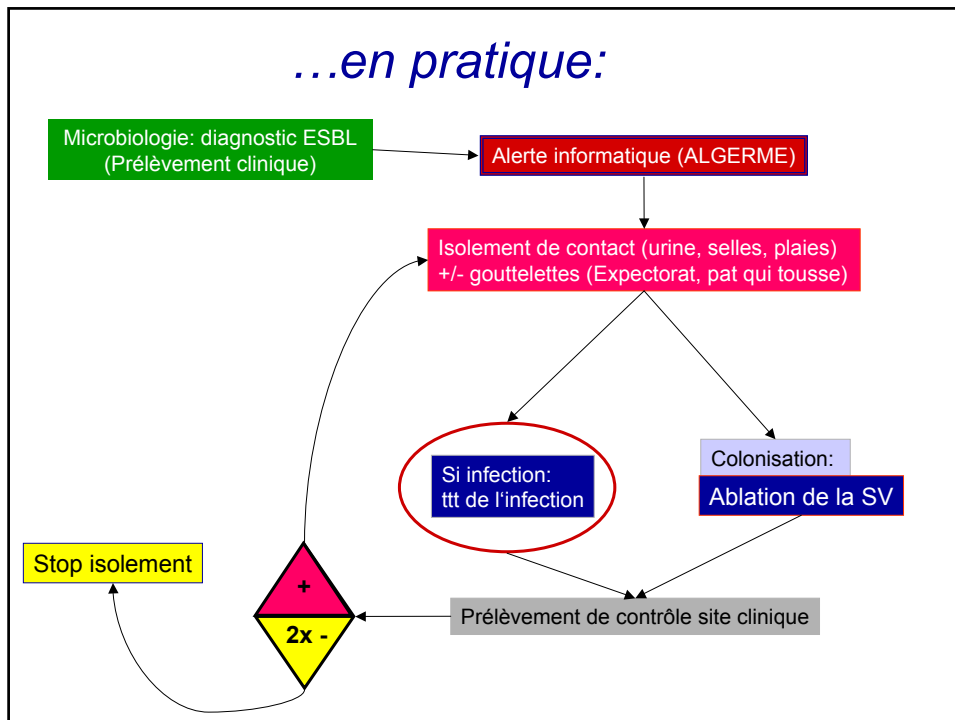 …en pratique:
Microbiologie: diagnostic ESBL
(Prélèvement clinique)
Alerte informatique (ALGERME)
Isolement de contact (urine, selles, plaies)
+/- gouttelettes (Expectorat, pat qui tousse)
Si infection:
ttt de l‘infection
Colonisation:
Ablation de la SV
Stop isolement
+
2x -
Prélèvement de contrôle site clinique